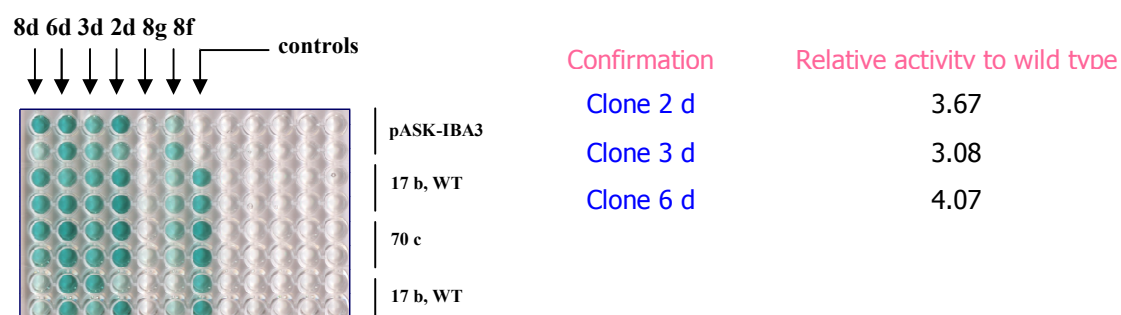 8d 6d 3d 2d 8g 8f
controls
pASK-IBA3
17 b, WT
70 c
17 b, WT
Confirmation Relative activity to wild type
Clone 2 d 3.67
Clone 3 d 3.08
Clone 6 d 4.07